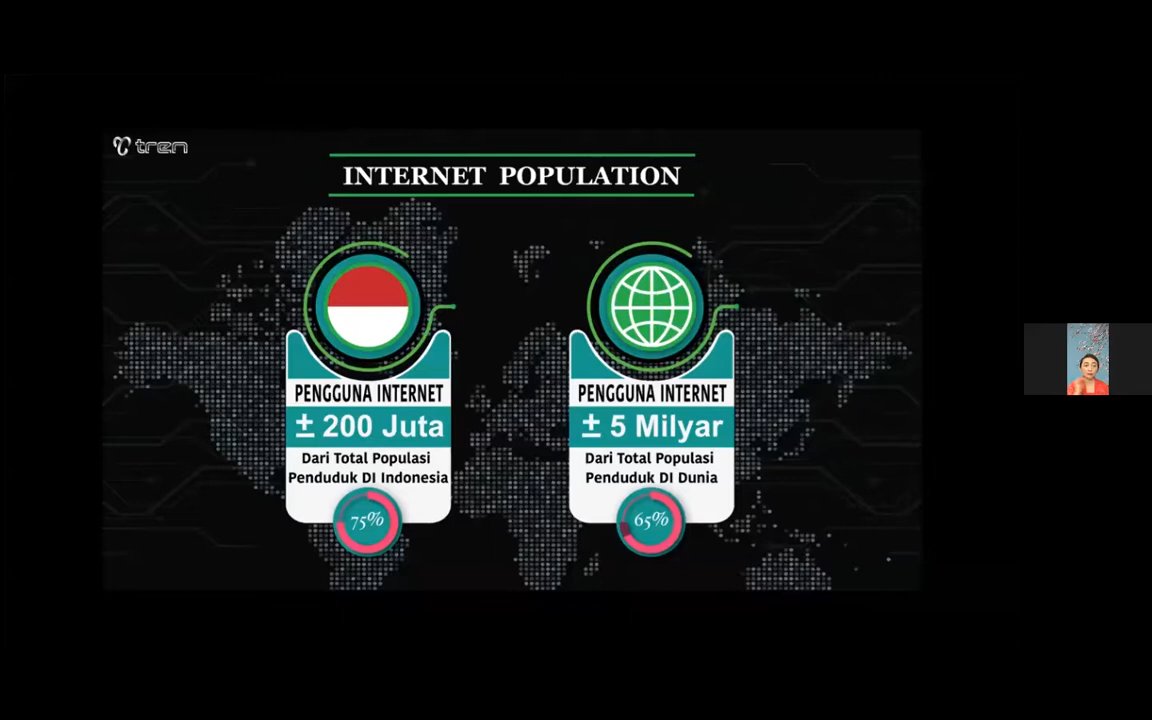 tren
INTERNET POPULATION
PENGGUNA INTERNET
± 200 Juta
Dari Total Populasi
Penduduk DI Indonesia
75%
PENGGUNA INTERNET
± 5 Milyar
Dari Total Populasi
Penduduk DI Dunia
65%